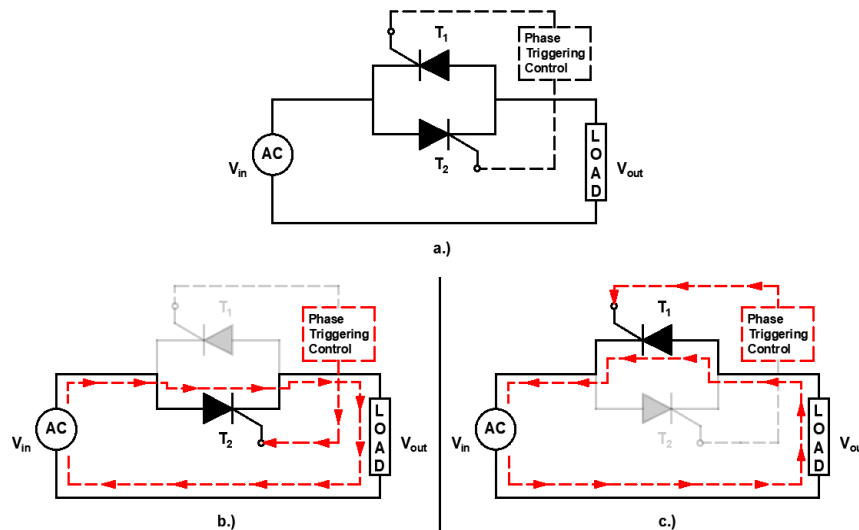 T1
Phase
Triggering
Control
AC
Vin
T2
LOAD
Vout
a.)
T1
Phase
Triggering
Control
AC
Vin
T2
LOAD
Vout
b.)
T1
Phase
Triggering
Control
AC
Vin
T2
LOAD
Vou
c.)